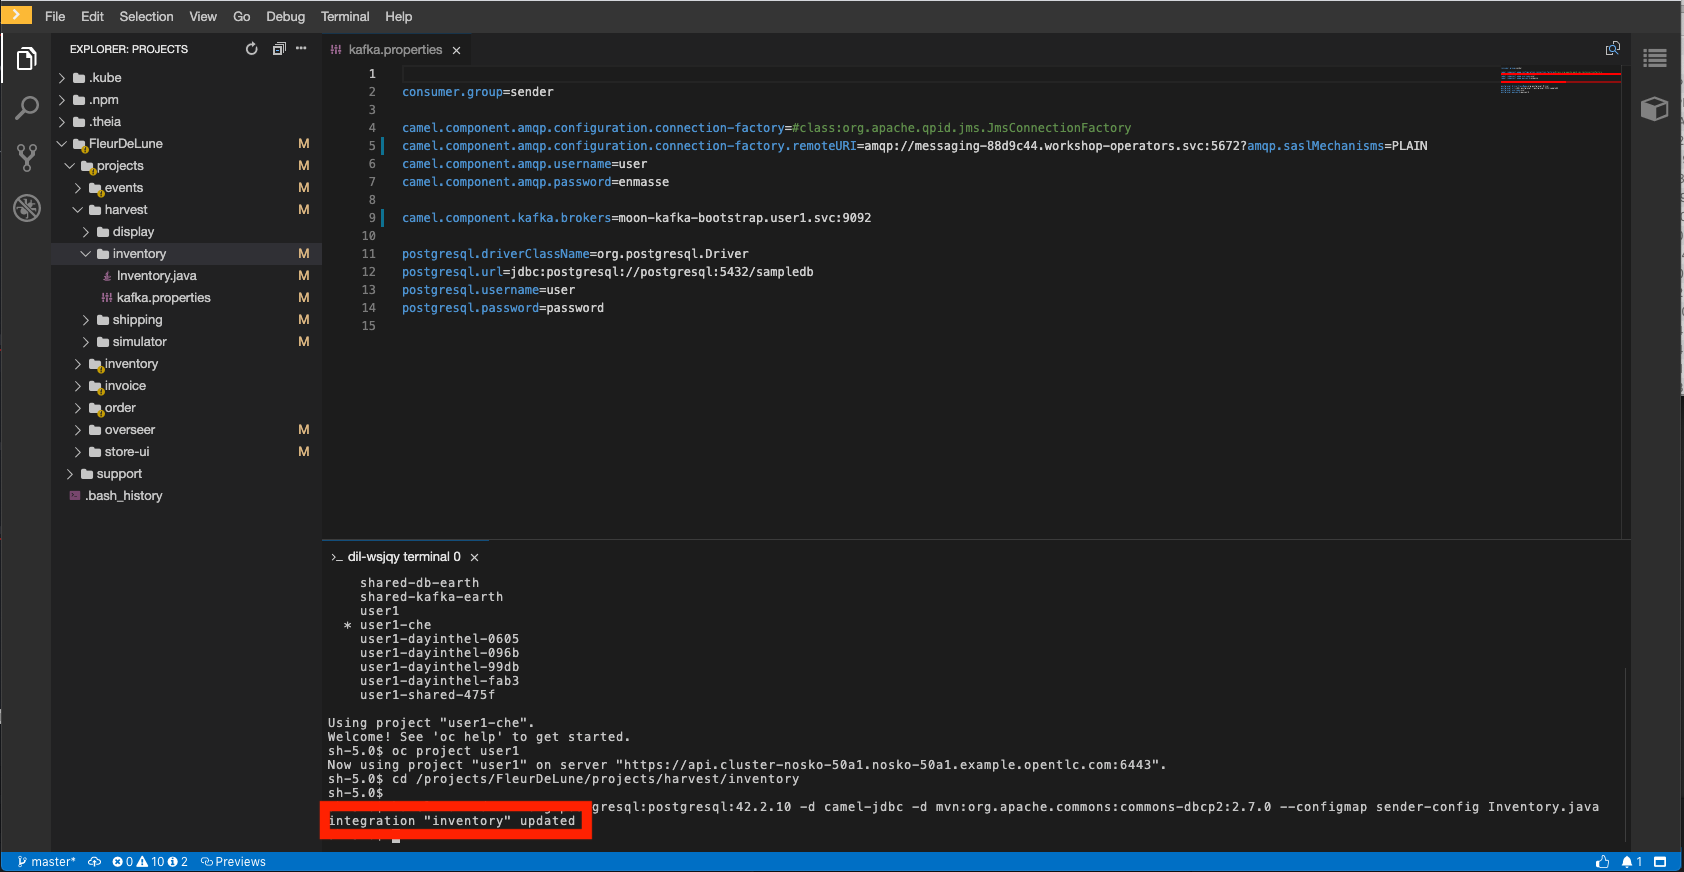 File Edit Selection View Go Debug Terminal Help
EXPLORER: PROJECTS
.kube
.npm
.theia
FleurDeLune M
projects M
events M
harvest M
display
inventory M
Inventory.java M
kafka.properties M
shipping M
simulator M
inventory
invoice
order
overseer M
store-ui M
support
.bash_history
kafka.properties
1
2 consumer.group=sender
3
4 camel.component.amqp.configuration.connection-factory=#class:org.apache.qpid.jms.JmsConnectionFactory
5 camel.component.amqp.configuration.connection-factory.remoteURI=amqp://messaging-88d9c44.workshop-operators.svc:5672?amqp.saslMechanisms=PLAIN
6 camel.component.amqp.username=user
7 camel.component.amqp.password=enmasse
8
9 camel.component.kafka.brokers=moon-kafka-bootstrap.user1.svc:9092
10
11 postgresql.driverClassName=org.postgresql.Driver
12 postgresql.url=jdbc:postgresql://postgresql:5432/sampledb
13 postgresql.username=user
14 postgresql.password=password
15
>_ dil-wsjqy terminal 0
shared-db-earth
shared-kafka-earth
user1
* user1-che
user1-dayinthel-0605
user1-dayinthel-096b
user1-dayinthel-99db
user1-dayinthel-fab3
user1-shared-475f
Using project "user1-che".
Welcome! See 'oc help' to get started.
sh-5.0$ oc project user1
Now using project "user1" on server "https://api.cluster-nosko-50a1.nosko-50a1.example.opentlc.com:6443".
sh-5.0$ cd /projects/FleurDeLune/projects/harvest/inventory
sh-5.0$
gresql:postgresql:42.2.10 -d camel-jdbc -d mvn:org.apache.commons:commons-dbcp2:2.7.0 --configmap sender-config Inventory.java
integration "inventory" updated
master* 0 10 2 Previews 1